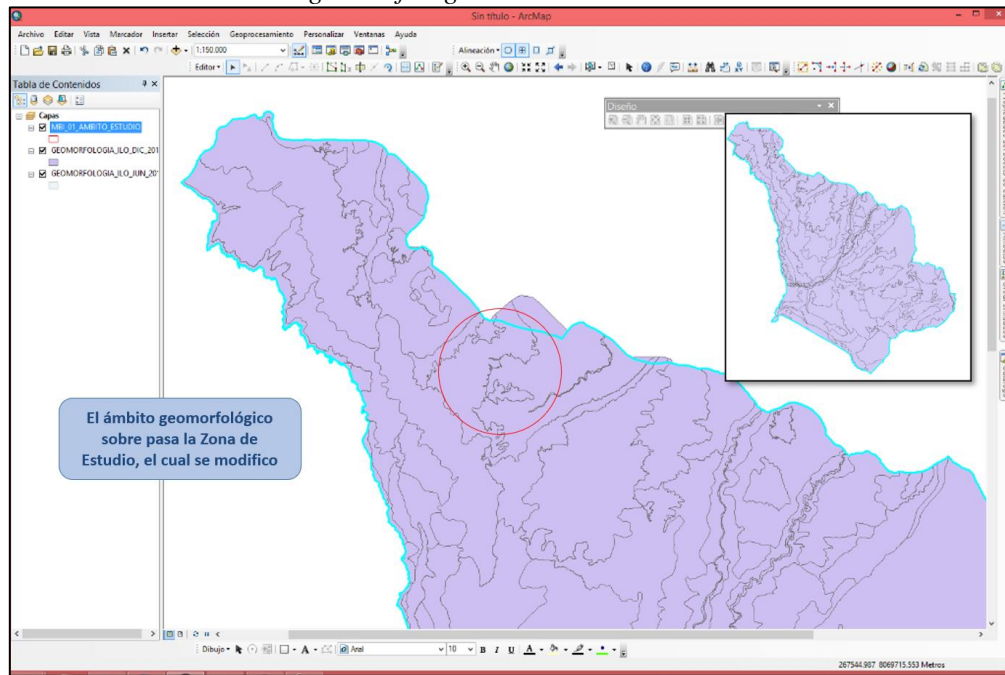 Sin título - ArcMap
Archivo Editar Vista Marcador Insertar Selección Geoprocesamiento Personalizar Ventanas Ayuda
1:150.000
Alineación
Editor
Tabla de Contenidos
Capas
MBI_01_AMBITO_ESTUDIO
GEOMORFOLOGIA_ILO_DIC_201
GEOMORFOLOGIA_ILO_JUN_20
Diseño
El ámbito geomorfológico
sobre pasa la Zona de
Estudio, el cual se modifico
Dibujo
Arial
10
B I U A
267544.987 8069715.553 Metros